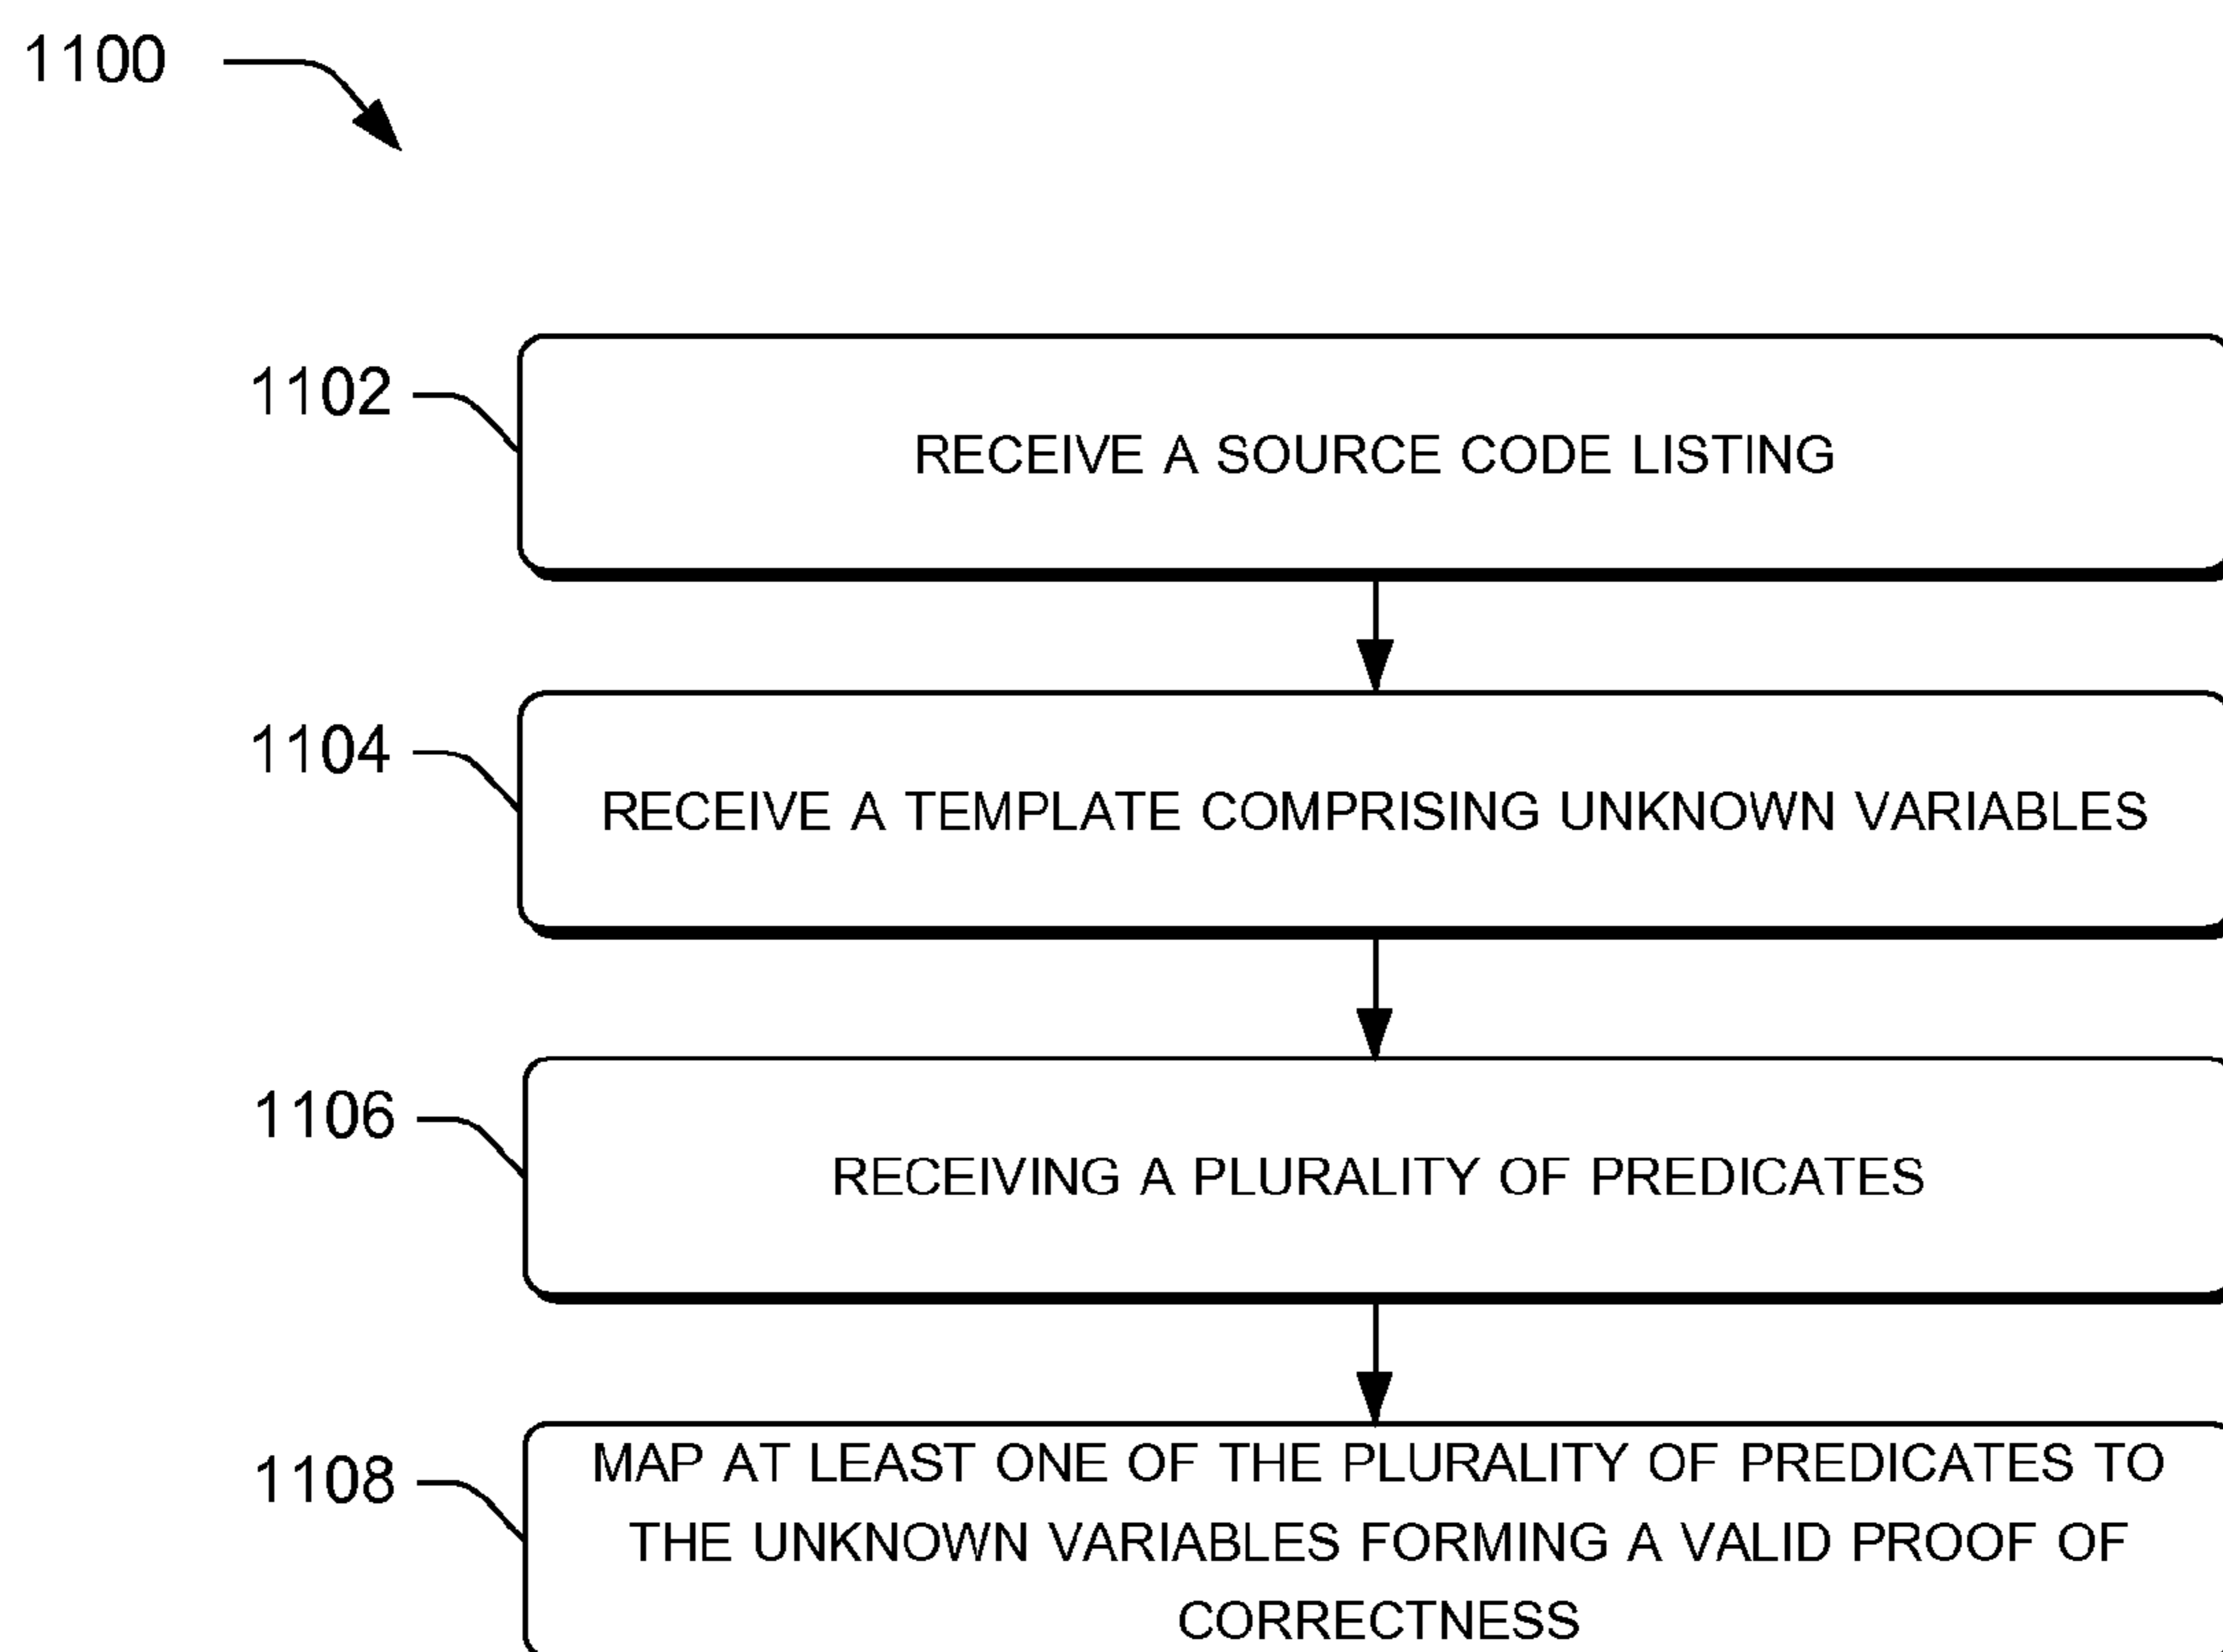 1100
1102
RECEIVE A SOURCE CODE LISTING
1104
RECEIVE A TEMPLATE COMPRISING UNKNOWN VARIABLES
1106
RECEIVING A PLURALITY OF PREDICATES
1108
MAP AT LEAST ONE OF THE PLURALITY OF PREDICATES TO
THE UNKNOWN VARIABLES FORMING A VALID PROOF OF
CORRECTNESS